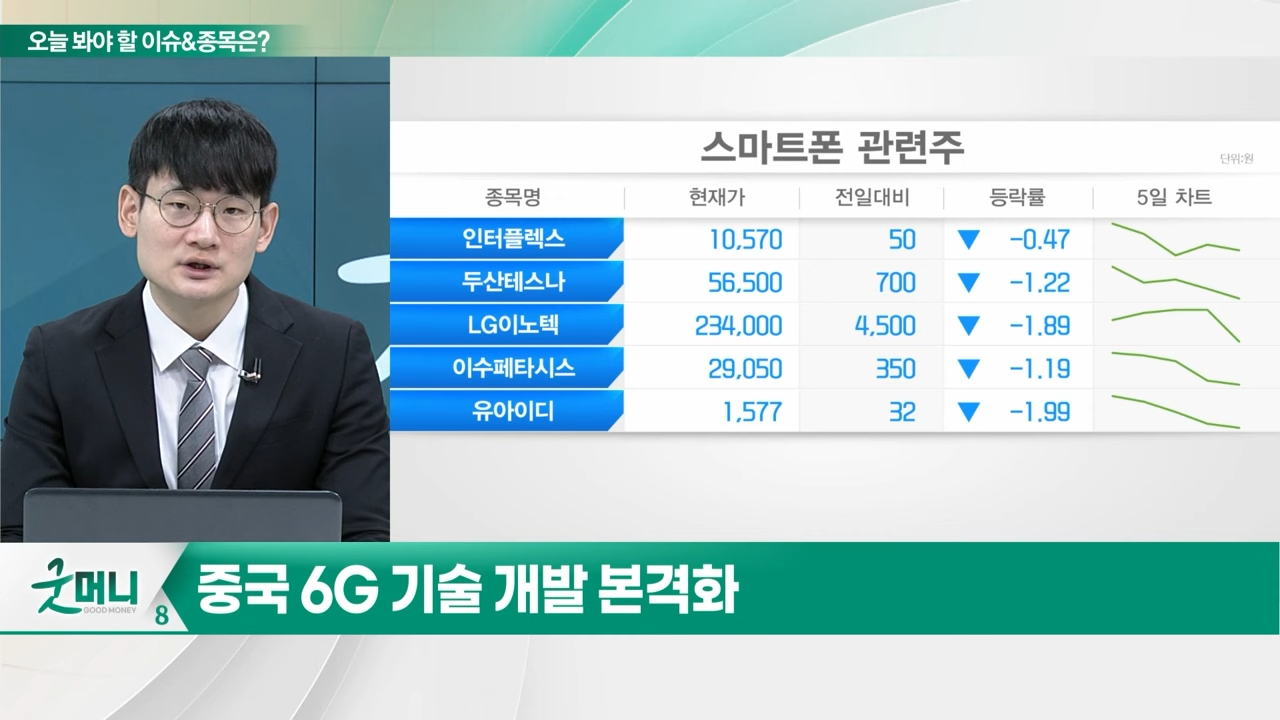 오늘 봐야 할 이슈&종목은?
스마트폰 관련주
단위:원
종목명 현재가 전일대비 등락률 5일 차트
인터플렉스 10,570 50 ▼ -0.47
두산테스나 56,500 700 ▼ -1.22
LG이노텍 234,000 4,500 ▼ -1.89
이수페타시스 29,050 350 ▼ -1.19
유아이디 1,577 32 ▼ -1.99
굿머니
GOOD MONEY
8
중국 6G 기술 개발 본격화